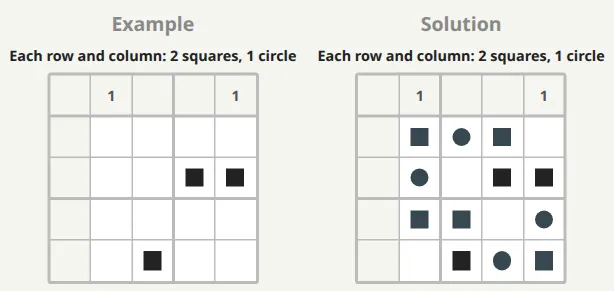 Example
Each row and column: 2 squares, 1 circle
1 1
Solution
Each row and column: 2 squares, 1 circle
1 1